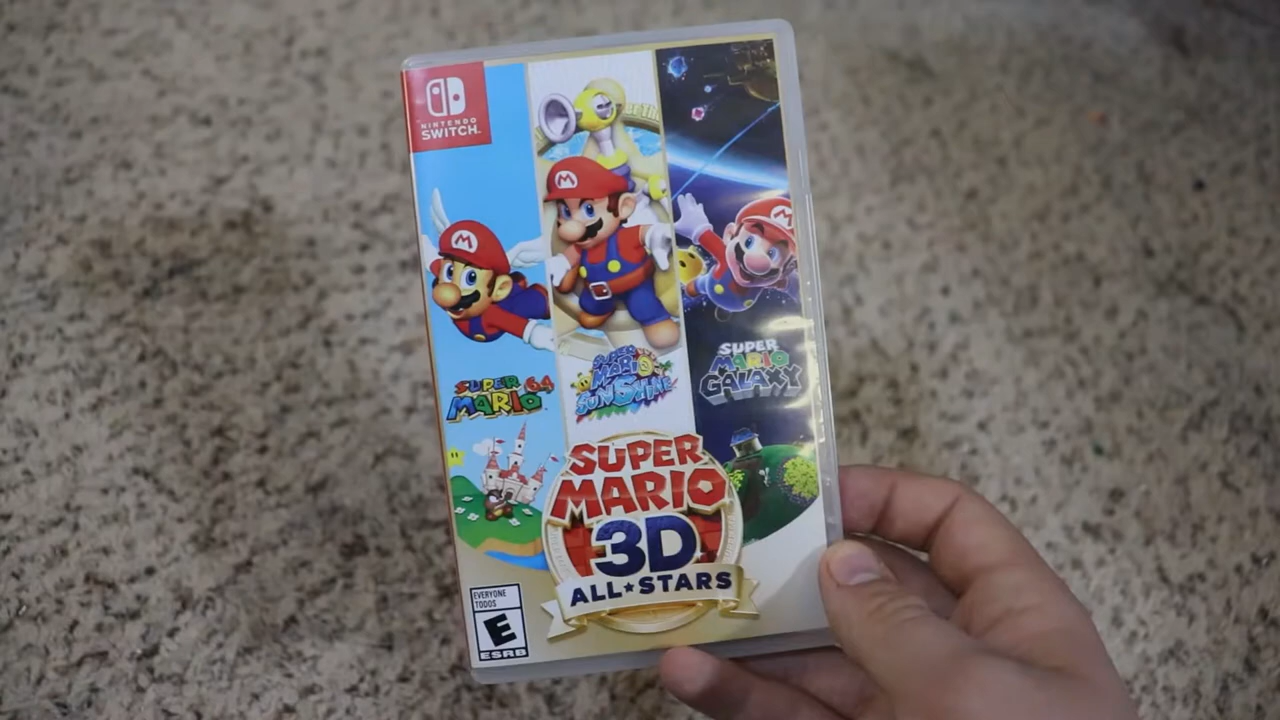 NINTENDO
SWITCH
M
M
M
SUPER
MARIO 64
SUPER
MARIO
SUNSHINE
SUPER
MARIO
GALAXY
SUPER
MARIO
3D
ALL★STARS
EVERYONE
TODOS
E
ESRB